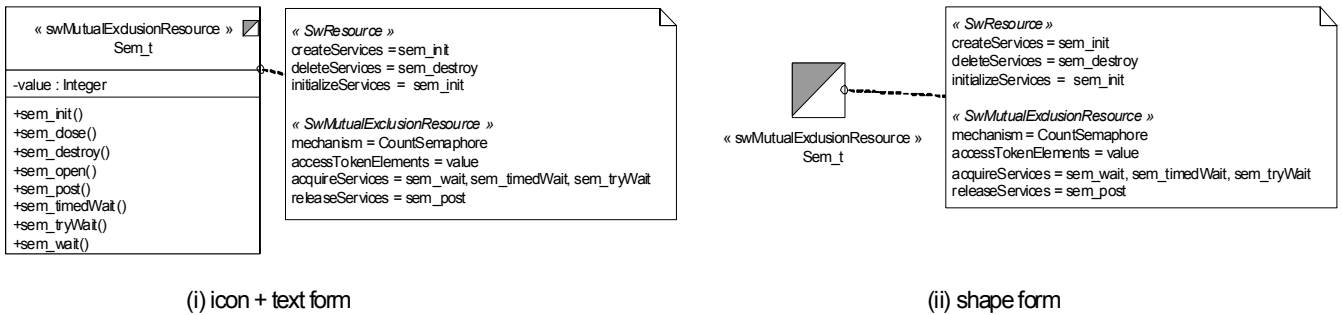 « swMutualExclusionResource »
Sem_t
-value : Integer
+sem_init()
+sem_close()
+sem_destroy()
+sem_open()
+sem_post()
+sem_timedWait()
+sem_tryWait()
+sem_wait()
« SwResource »
createServices = sem_init
deleteServices = sem_destroy
initializeServices = sem_init
« SwMutualExclusionResource »
mechanism = CountSemaphore
accessTokenElements = value
acquireServices = sem_wait, sem_timedWait, sem_tryWait
releaseServices = sem_post
(i) icon + text form
« swMutualExclusionResource »
Sem_t
« SwResource »
createServices = sem_init
deleteServices = sem_destroy
initializeServices = sem_init
« SwMutualExclusionResource »
mechanism = CountSemaphore
accessTokenElements = value
acquireServices = sem_wait, sem_timedWait, sem_tryWait
releaseServices = sem_post
(ii) shape form